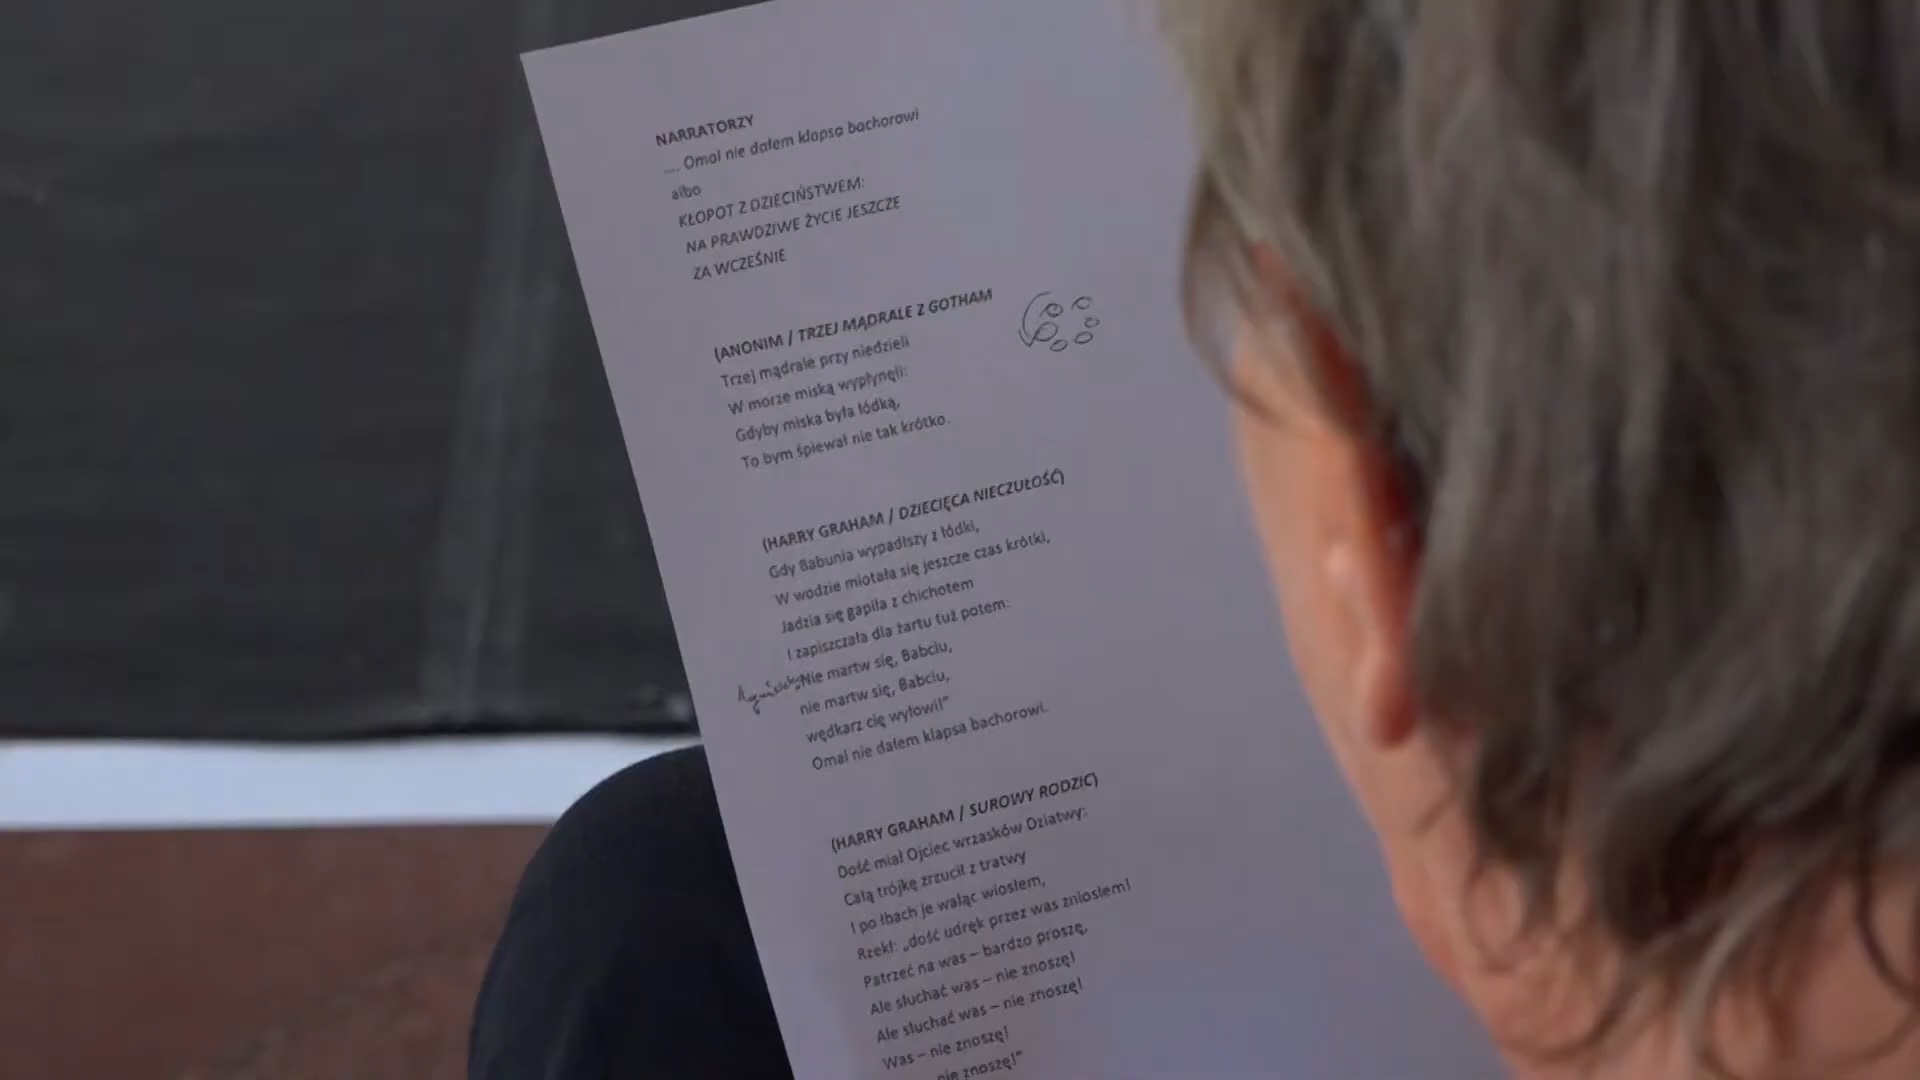 NARRATORZY
.... Omal nie dałem klapsa bachorowi
albo
KŁOPOT Z DZIECIŃSTWEM:
NA PRAWDZIWE ŻYCIE JESZCZE
ZA WCZEŚNIE
(ANONIM / TRZEJ MĄDRALE Z GOTHAM
Trzej mądrale przy niedzieli
W morze miską wypłynęli:
Gdyby miska była łódką,
To bym śpiewał nie tak krótko.
(HARRY GRAHAM / DZIECIĘCA NIECZUŁOŚĆ)
Gdy Babunia wypadłszy z łódki,
W wodzie miotała się jeszcze czas krótki,
Jadzia się gapiła z chichotem
I zapiszczała dla żartu tuż potem:
Nie martw się, Babciu,
nie martw się, Babciu,
wędkarz cię wyłowi!”
Omal nie dałem klapsa bachorowi.
(HARRY GRAHAM / SUROWY RODZIC)
Dość miał Ojciec wrzasków Dziatwy:
Całą trójkę zrzucił z tratwy
I po łbach je waląc wiosłem,
Rzekł: „dość udręk przez was zniosłem!
Patrzeć na was – bardzo proszę,
Ale słuchać was – nie znoszę!
Ale słuchać was – nie znoszę!
Was – nie znoszę!
nie znoszę!”